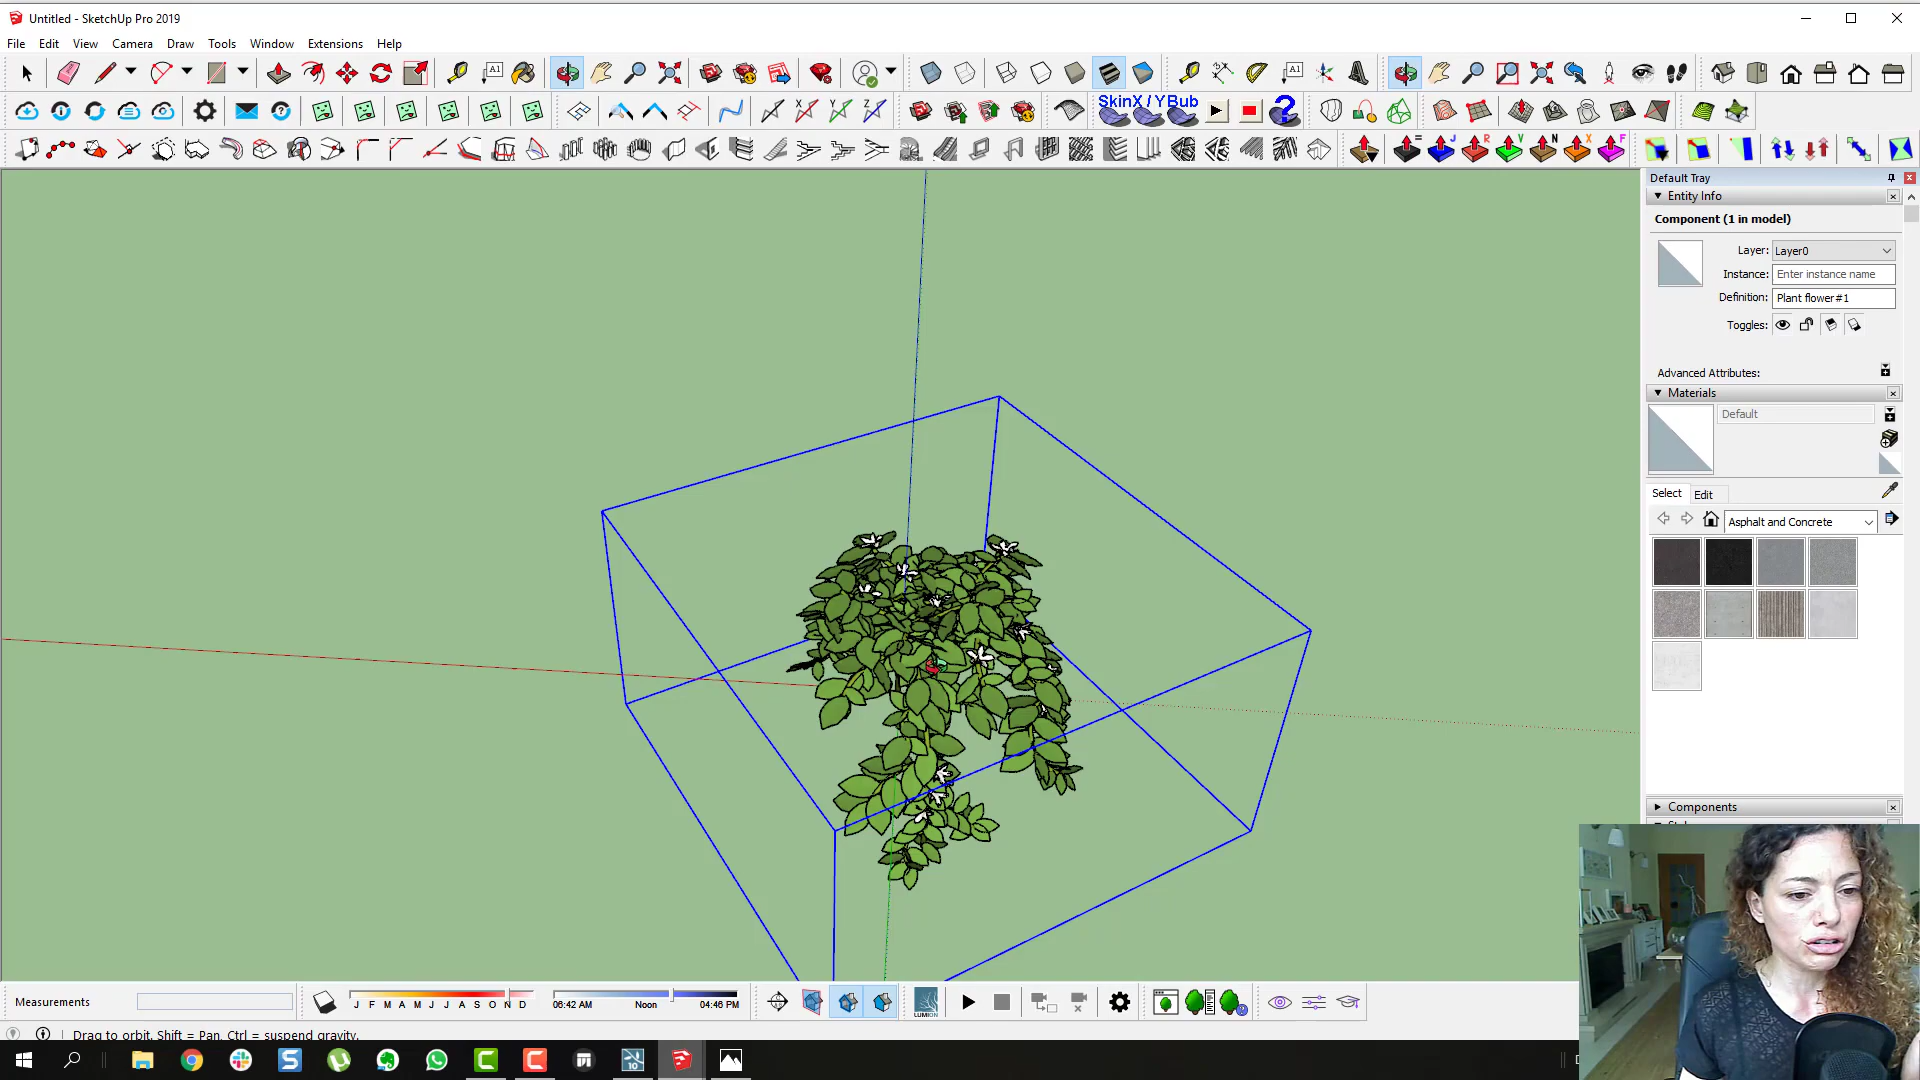 Untitled - SketchUp Pro 2019
File Edit View Camera Draw Tools Window Extensions Help
A1 A1
X Y Z SkinX / YBub ?
= J R V N X F
Default Tray
Entity Info
Component (1 in model)
Layer: Layer0
Instance: Enter instance name
Definition: Plant flower#1
Toggles:
Advanced Attributes:
Materials
Default
Select Edit
Asphalt and Concrete
Components
Measurements
J F M A M J J A S O N D
06:42 AM Noon 04:46 PM
LUMION
Drag to orbit. Shift = Pan, Ctrl = suspend gravity.